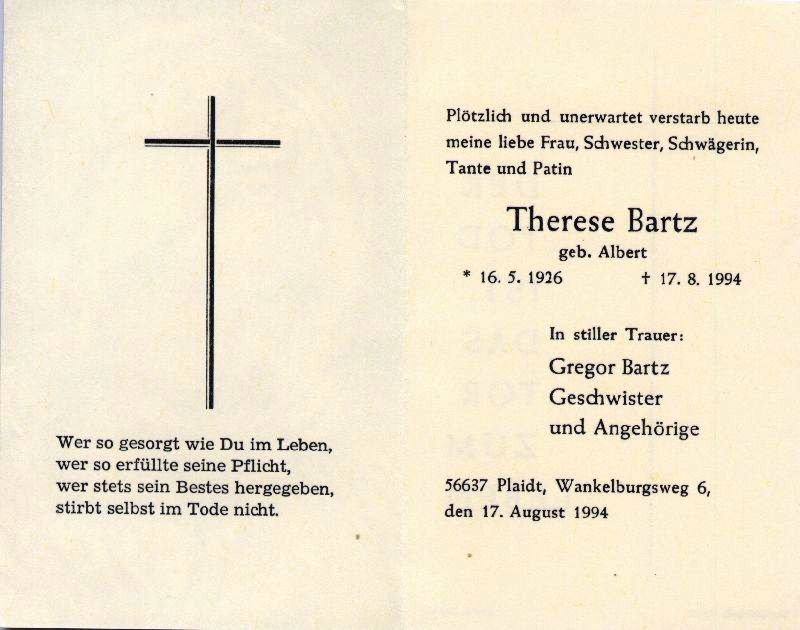 Wer so gesorgt wie Du im Leben,
wer so erfüllte seine Pflicht,
wer stets sein Bestes hergegeben,
stirbt selbst im Tode nicht.
Plötzlich und unerwartet verstarb heute
meine liebe Frau, Schwester, Schwägerin,
Tante und Patin
Therese Bartz
geb. Albert
* 16. 5. 1926 † 17. 8. 1994
In stiller Trauer:
Gregor Bartz
Geschwister
und Angehörige
56637 Plaidt, Wankelburgsweg 6,
den 17. August 1994